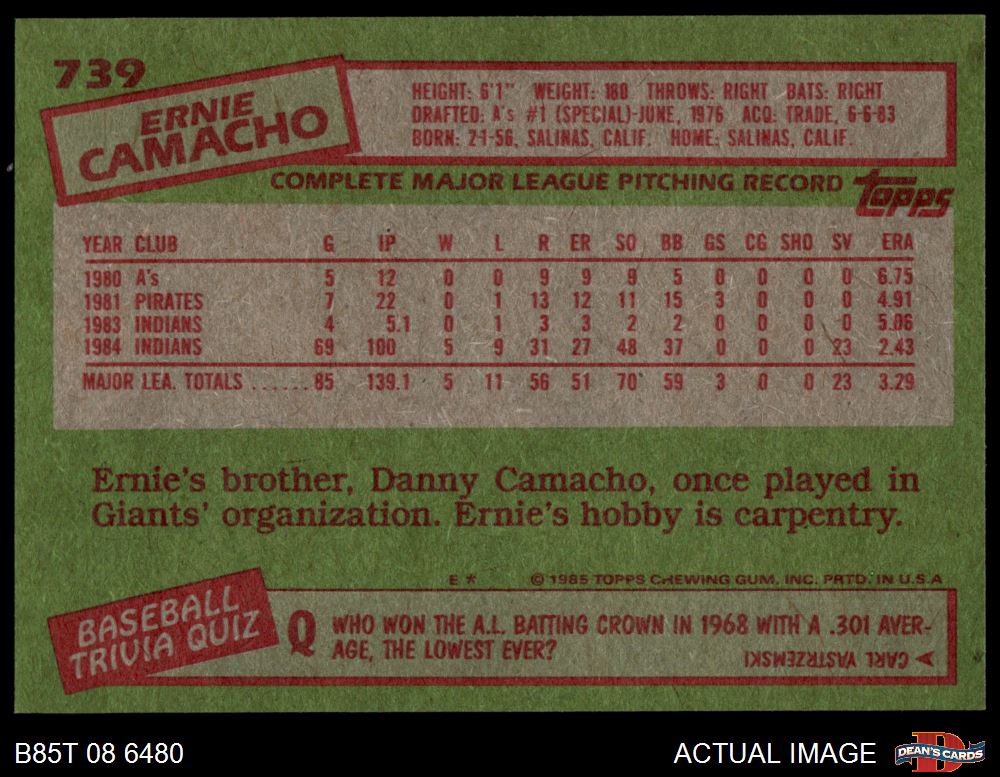 739
ERNIE
CAMACHO
HEIGHT: 6'1" WEIGHT: 180 THROWS: RIGHT BATS: RIGHT
DRAFTED: A's #1 (SPECIAL)-JUNE, 1976 ACQ: TRADE, 6-6-83
BORN: 2-1-56, SALINAS, CALIF. HOME: SALINAS, CALIF.
COMPLETE MAJOR LEAGUE PITCHING RECORD
Topps
YEAR CLUB G IP W L R ER SO BB GS CG SHO SV ERA
1980 A's 5 12 0 0 9 9 9 5 0 0 0 0 6.75
1981 PIRATES 7 22 0 1 13 12 11 15 3 0 0 0 4.91
1983 INDIANS 4 5.1 0 1 3 3 2 2 0 0 0 0 5.06
1984 INDIANS 69 100 5 9 31 27 48 37 0 0 0 23 2.43
MAJOR LEA. TOTALS ...... 85 139.1 5 11 56 51 70 59 3 0 0 23 3.29
Ernie's brother, Danny Camacho, once played in
Giants' organization. Ernie's hobby is carpentry.
E * © 1985 TOPPS CHEWING GUM, INC. PRTD. IN U.S.A
BASEBALL
TRIVIA QUIZ
Q WHO WON THE A.L. BATTING CROWN IN 1968 WITH A .301 AVER-
AGE, THE LOWEST EVER?
CARL YASTRZEMSKI
B85T 08 6480
ACTUAL IMAGE
D
DEAN'S CARDS